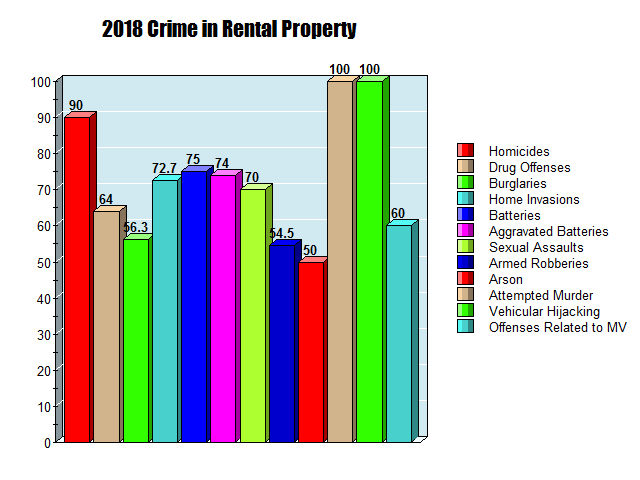 2018 Crime in Rental Property
100
90
80
70
60
50
40
30
20
10
0
90
64
56.3
72.7
75
74
70
54.5
50
100
100
60
Homicides
Drug Offenses
Burglaries
Home Invasions
Batteries
Aggravated Batteries
Sexual Assaults
Armed Robberies
Arson
Attempted Murder
Vehicular Hijacking
Offenses Related to MV